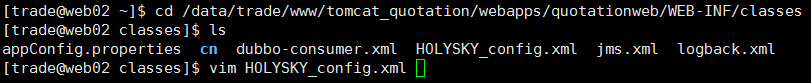 [trade@web02 ~]$ cd /data/trade/www/tomcat_quotation/webapps/quotationweb/WEB-INF/classes
[trade@web02 classes]$ ls
appConfig.properties  cn  dubbo-consumer.xml  HOLYSKY_config.xml  jms.xml  logback.xml
[trade@web02 classes]$ vim HOLYSKY_config.xml